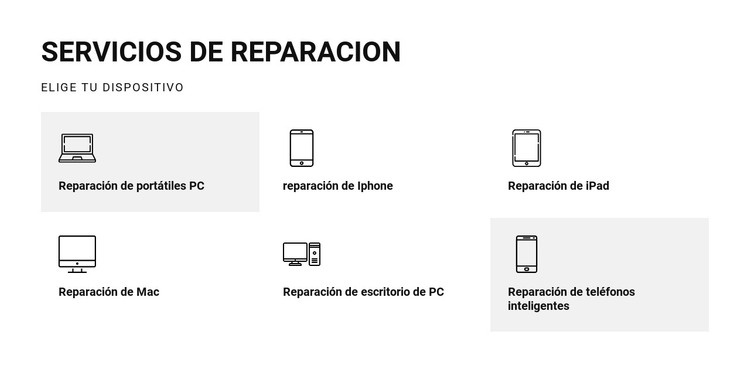 SERVICIOS DE REPARACION
ELIGE TU DISPOSITIVO
Reparación de portátiles PC
reparación de Iphone
Reparación de iPad
Reparación de Mac
Reparación de escritorio de PC
Reparación de teléfonos
inteligentes